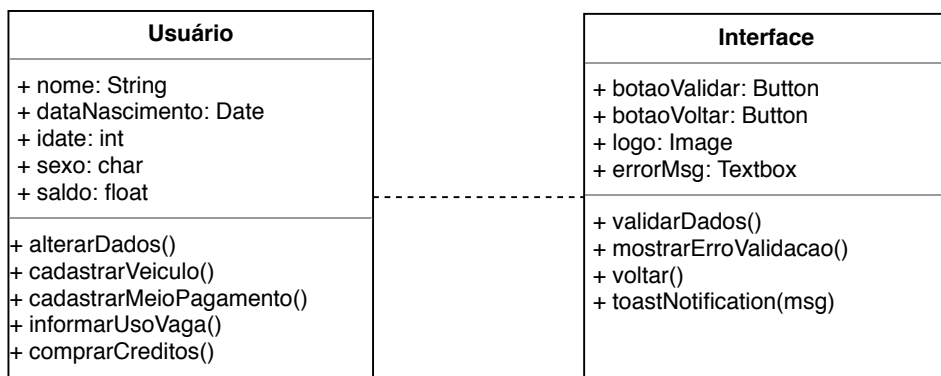 Usuário
+ nome: String
+ dataNascimento: Date
+ idate: int
+ sexo: char
+ saldo: float
+ alterarDados()
+ cadastrarVeiculo()
+ cadastrarMeioPagamento()
+ informarUsoVaga()
+ comprarCreditos()
Interface
+ botaoValidar: Button
+ botaoVoltar: Button
+ logo: Image
+ errorMsg: Textbox
+ validarDados()
+ mostrarErroValidacao()
+ voltar()
+ toastNotification(msg)